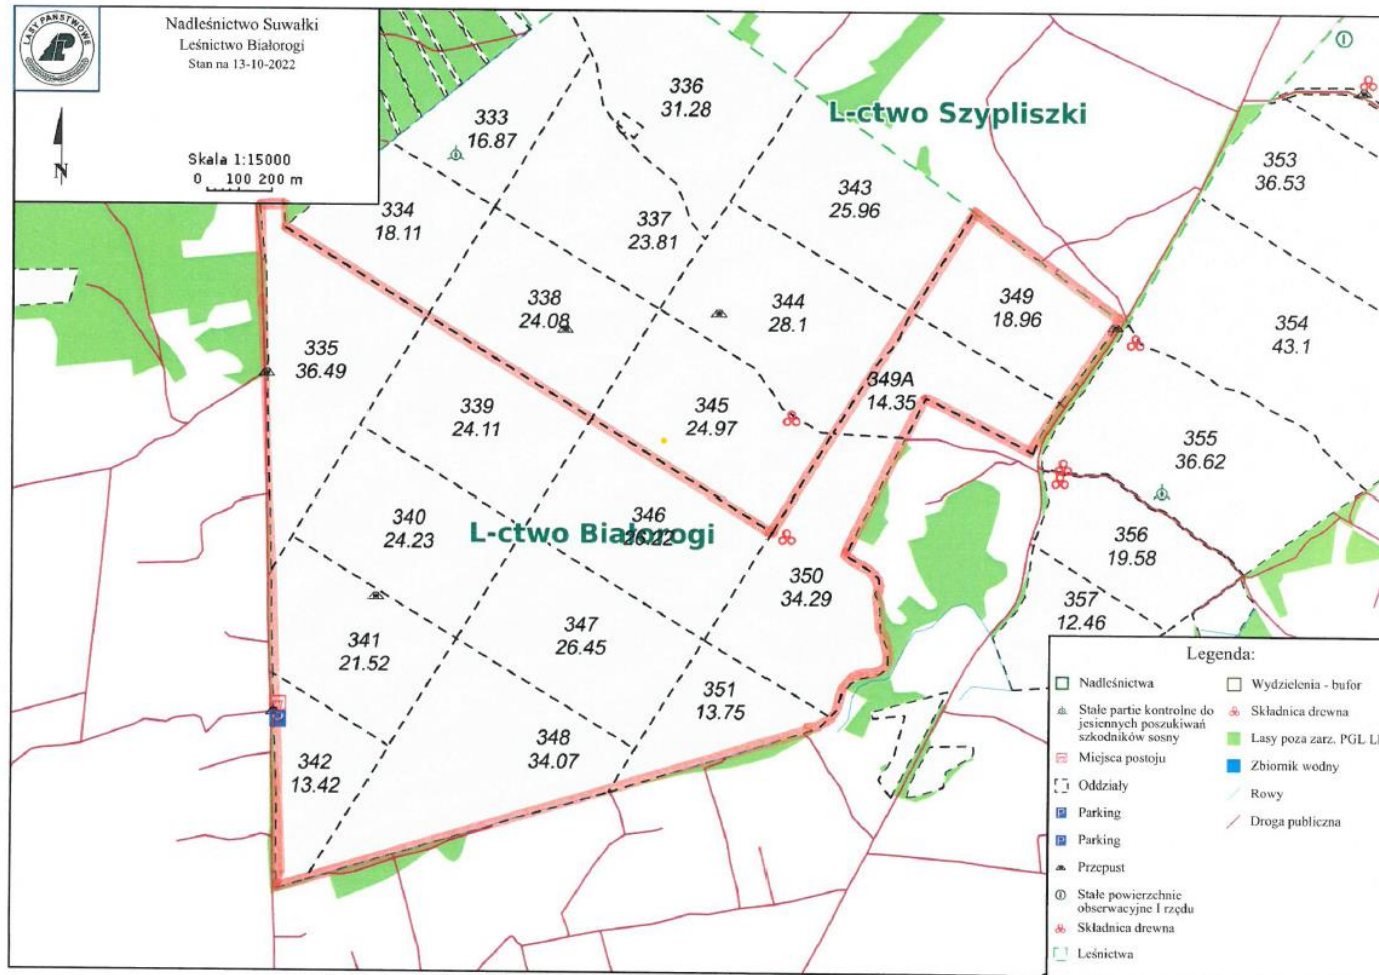 LASY PAŃSTWOWE
Nadleśnictwo Suwałki
Leśnictwo Białorogi
Stan na 13-10-2022
N
Skala 1:15000
0 100 200 m
336
31.28
333
16.87
L-ctwo Szypliszki
353
36.53
343
25.96
334
18.11
337
23.81
338
24.08
344
28.1
349
18.96
354
43.1
335
36.49
349A
14.35
339
24.11
345
24.97
355
36.62
340
24.23
L-ctwo Białorogi
346
26.22
356
19.58
350
34.29
357
12.46
341
21.52
347
26.45
351
13.75
342
13.42
348
34.07
Legenda:
Nadleśnictwa
Stałe partie kontrolne do
jesiennych poszukiwań
szkodników sosny
Miejsca postoju
Oddziały
P Parking
P Parking
Przepust
Stałe powierzchnie
obserwacyjne I rzędu
Składnica drewna
Leśnictwa
Wydzielenia - bufor
Składnica drewna
Lasy poza zarz. PGL L
Zbiornik wodny
Rowy
Droga publiczna